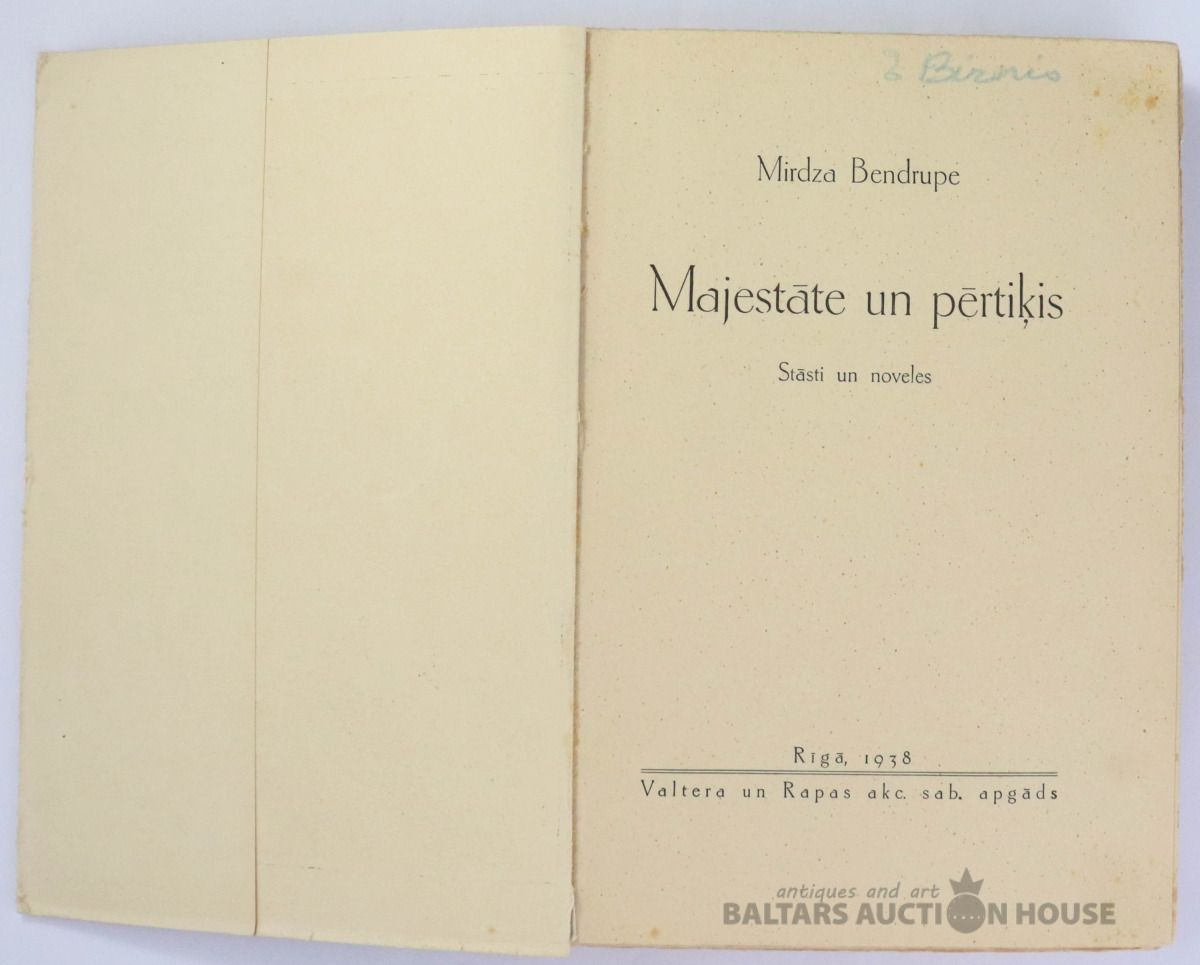 Birznis
Mirdza Bendrupe
Majestāte un pērtiķis
Stāsti un noveles
Rīgā, 1938
Valtera un Rapas akc. sab. apgāds
antiques and art
BALTARS AUCTION HOUSE